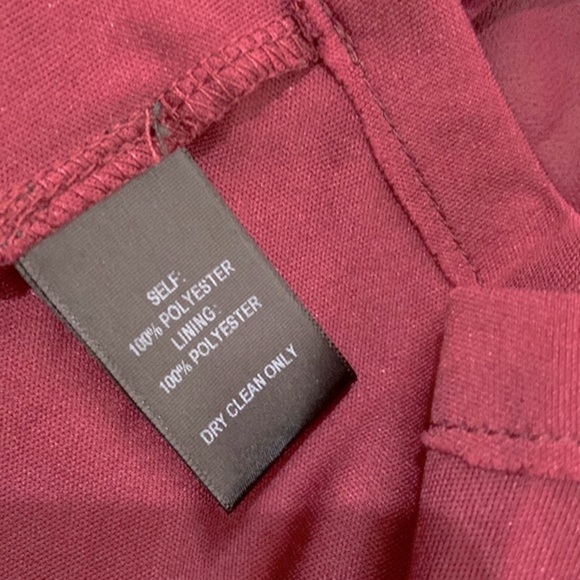 SELF:
100% POLYESTER
LINING:
100% POLYESTER
DRY CLEAN ONLY